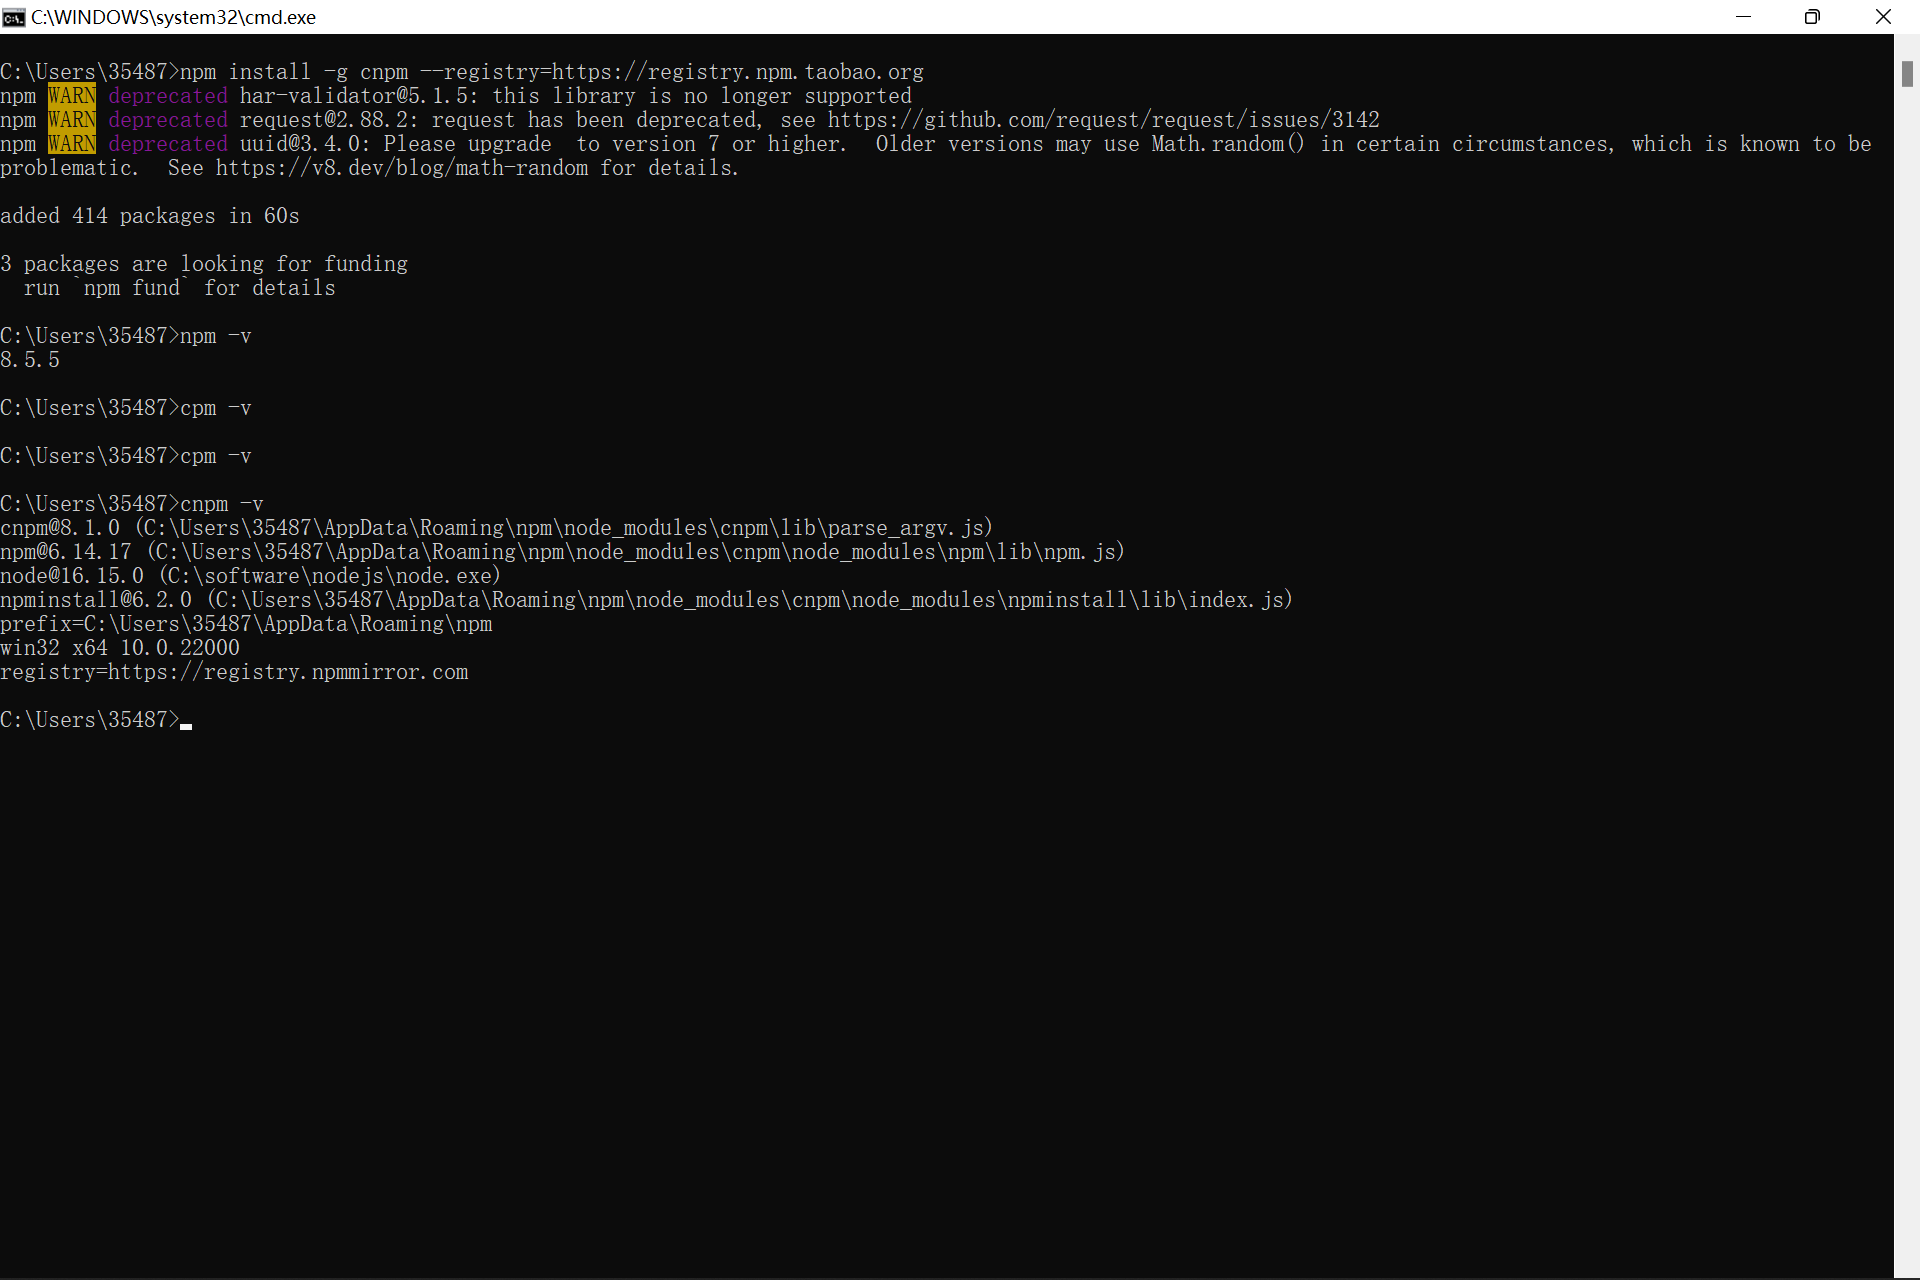 C:\WINDOWS\system32\cmd.exe
C:\Users\35487>npm install -g cnpm --registry=https://registry.npm.taobao.org
npm WARN deprecated har-validator@5.1.5: this library is no longer supported
npm WARN deprecated request@2.88.2: request has been deprecated, see https://github.com/request/request/issues/3142
npm WARN deprecated uuid@3.4.0: Please upgrade  to version 7 or higher.  Older versions may use Math.random() in certain circumstances, which is known to be
problematic.  See https://v8.dev/blog/math-random for details.
added 414 packages in 60s
3 packages are looking for funding
  run `npm fund` for details
C:\Users\35487>npm -v
8.5.5
C:\Users\35487>cpm -v
C:\Users\35487>cpm -v
C:\Users\35487>cnpm -v
cnpm@8.1.0 (C:\Users\35487\AppData\Roaming\npm\node_modules\cnpm\lib\parse_argv.js)
npm@6.14.17 (C:\Users\35487\AppData\Roaming\npm\node_modules\cnpm\node_modules\npm\lib\npm.js)
node@16.15.0 (C:\software\nodejs\node.exe)
npminstall@6.2.0 (C:\Users\35487\AppData\Roaming\npm\node_modules\cnpm\node_modules\npminstall\lib\index.js)
prefix=C:\Users\35487\AppData\Roaming\npm
win32 x64 10.0.22000
registry=https://registry.npmmirror.com
C:\Users\35487>